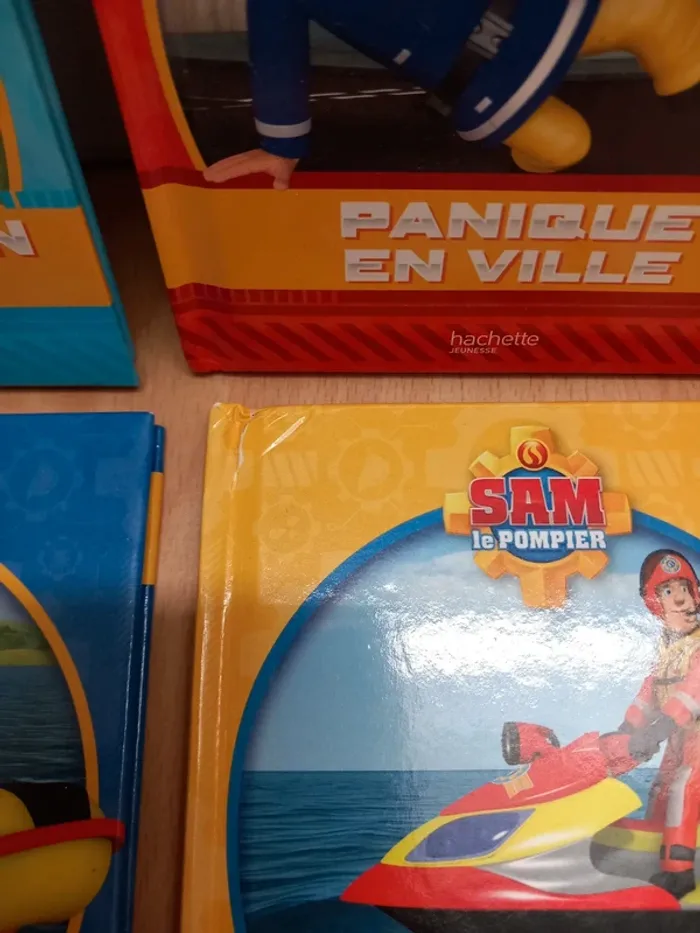 N
PANIQUE
EN VILLE
hachette
JEUNESSE
SAM
le POMPIER